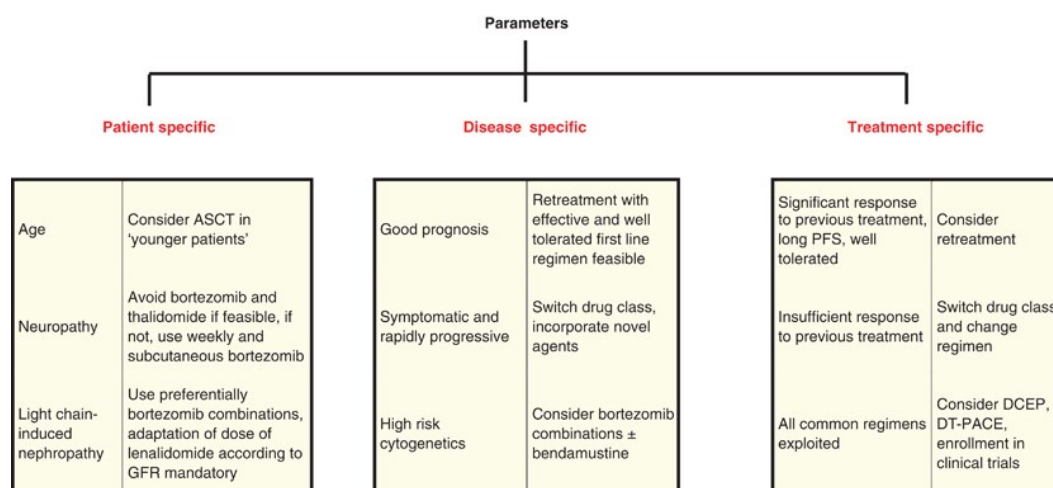 Parameters
Patient specific
Disease specific
Treatment specific
Age
Consider ASCT in
‘younger patients’
Neuropathy
Avoid bortezomib and
thalidomide if feasible, if
not, use weekly and
subcutaneous bortezomib
Light chain-
induced
nephropathy
Use preferentially
bortezomib combinations,
adaptation of dose of
lenalidomide according to
GFR mandatory
Good prognosis
Retreatment with
effective and well
tolerated first line
regimen feasible
Symptomatic and
rapidly progressive
Switch drug class,
incorporate novel
agents
High risk
cytogenetics
Consider bortezomib
combinations ±
bendamustine
Significant response
to previous treatment,
long PFS, well
tolerated
Consider
retreatment
Insufficient response
to previous treatment
Switch drug class
and change
regimen
All common regimens
exploited
Consider DCEP,
DT-PACE,
enrollment in
clinical trials